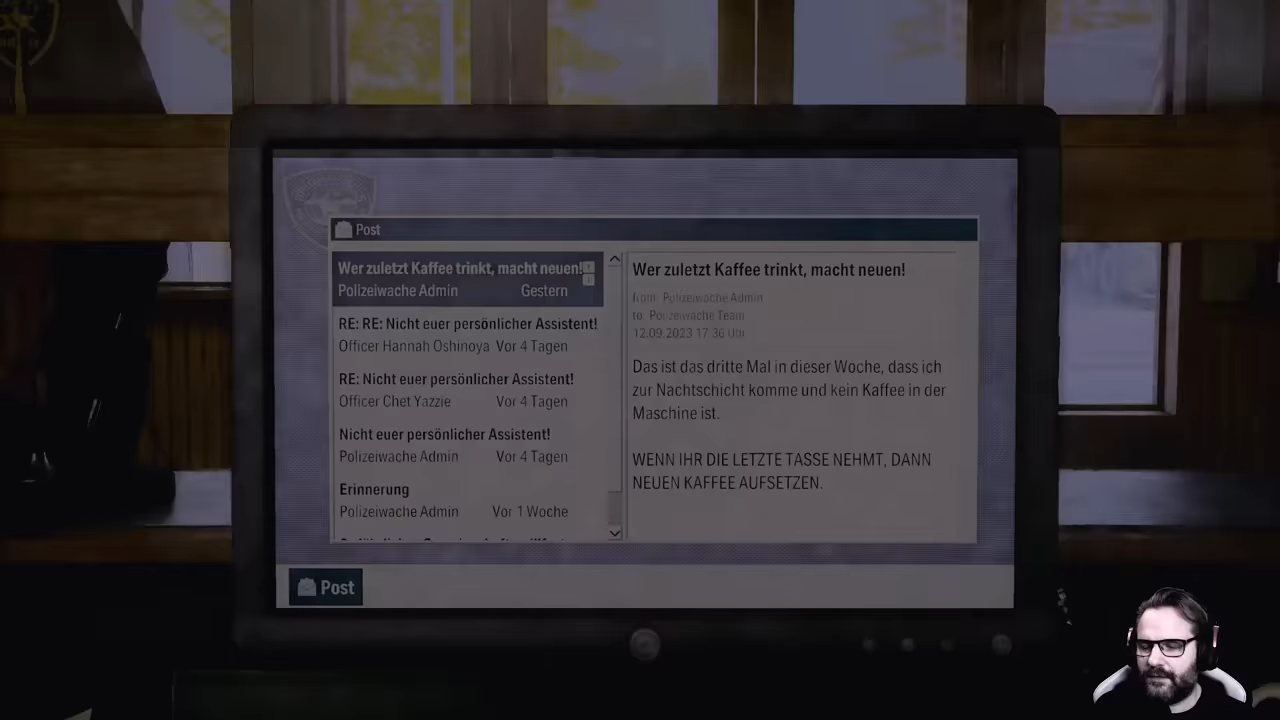 Post
Wer zuletzt Kaffee trinkt, macht neuen!
Polizeiwache Admin Gestern
RE: RE: Nicht euer persönlicher Assistent!
Officer Hannah Oshinoya Vor 4 Tagen
RE: Nicht euer persönlicher Assistent!
Officer Chet Yazzie Vor 4 Tagen
Nicht euer persönlicher Assistent!
Polizeiwache Admin Vor 4 Tagen
Erinnerung
Polizeiwache Admin Vor 1 Woche
Wer zuletzt Kaffee trinkt, macht neuen!
from: Polizeiwache Admin
to: Polizeiwache Team
12.09.2023 17:36 Uhr
Das ist das dritte Mal in dieser Woche, dass ich
zur Nachtschicht komme und kein Kaffee in der
Maschine ist.
WENN IHR DIE LETZTE TASSE NEHMT, DANN
NEUEN KAFFEE AUFSETZEN.
Post